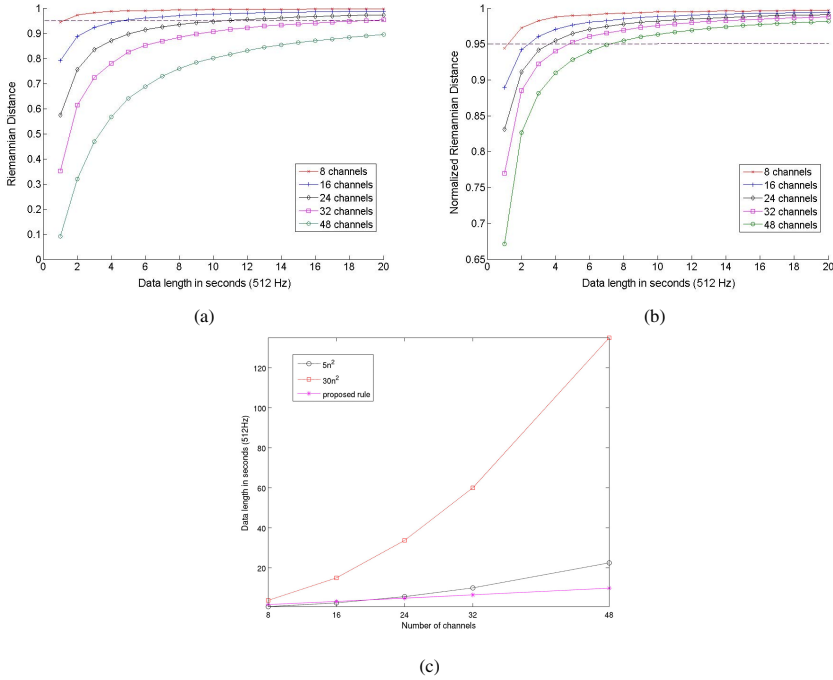 1
0.9
0.8
0.7
0.6
0.5
0.4
0.3
0.2
0.1
0
Riemannian Distance
8 channels
16 channels
24 channels
32 channels
48 channels
0 2 4 6 8 10 12 14 16 18 20
Data length in seconds (512 Hz)
(a)
1
0.95
0.9
0.85
0.8
0.75
0.7
0.65
Normalized Riemannian Distance
8 channels
16 channels
24 channels
32 channels
48 channels
0 2 4 6 8 10 12 14 16 18 20
Data length in seconds (512 Hz)
(b)
120
100
80
60
40
20
Data length in seconds (512Hz)
5n²
30n²
proposed rule
8 16 24 32 48
Number of channels
(c)